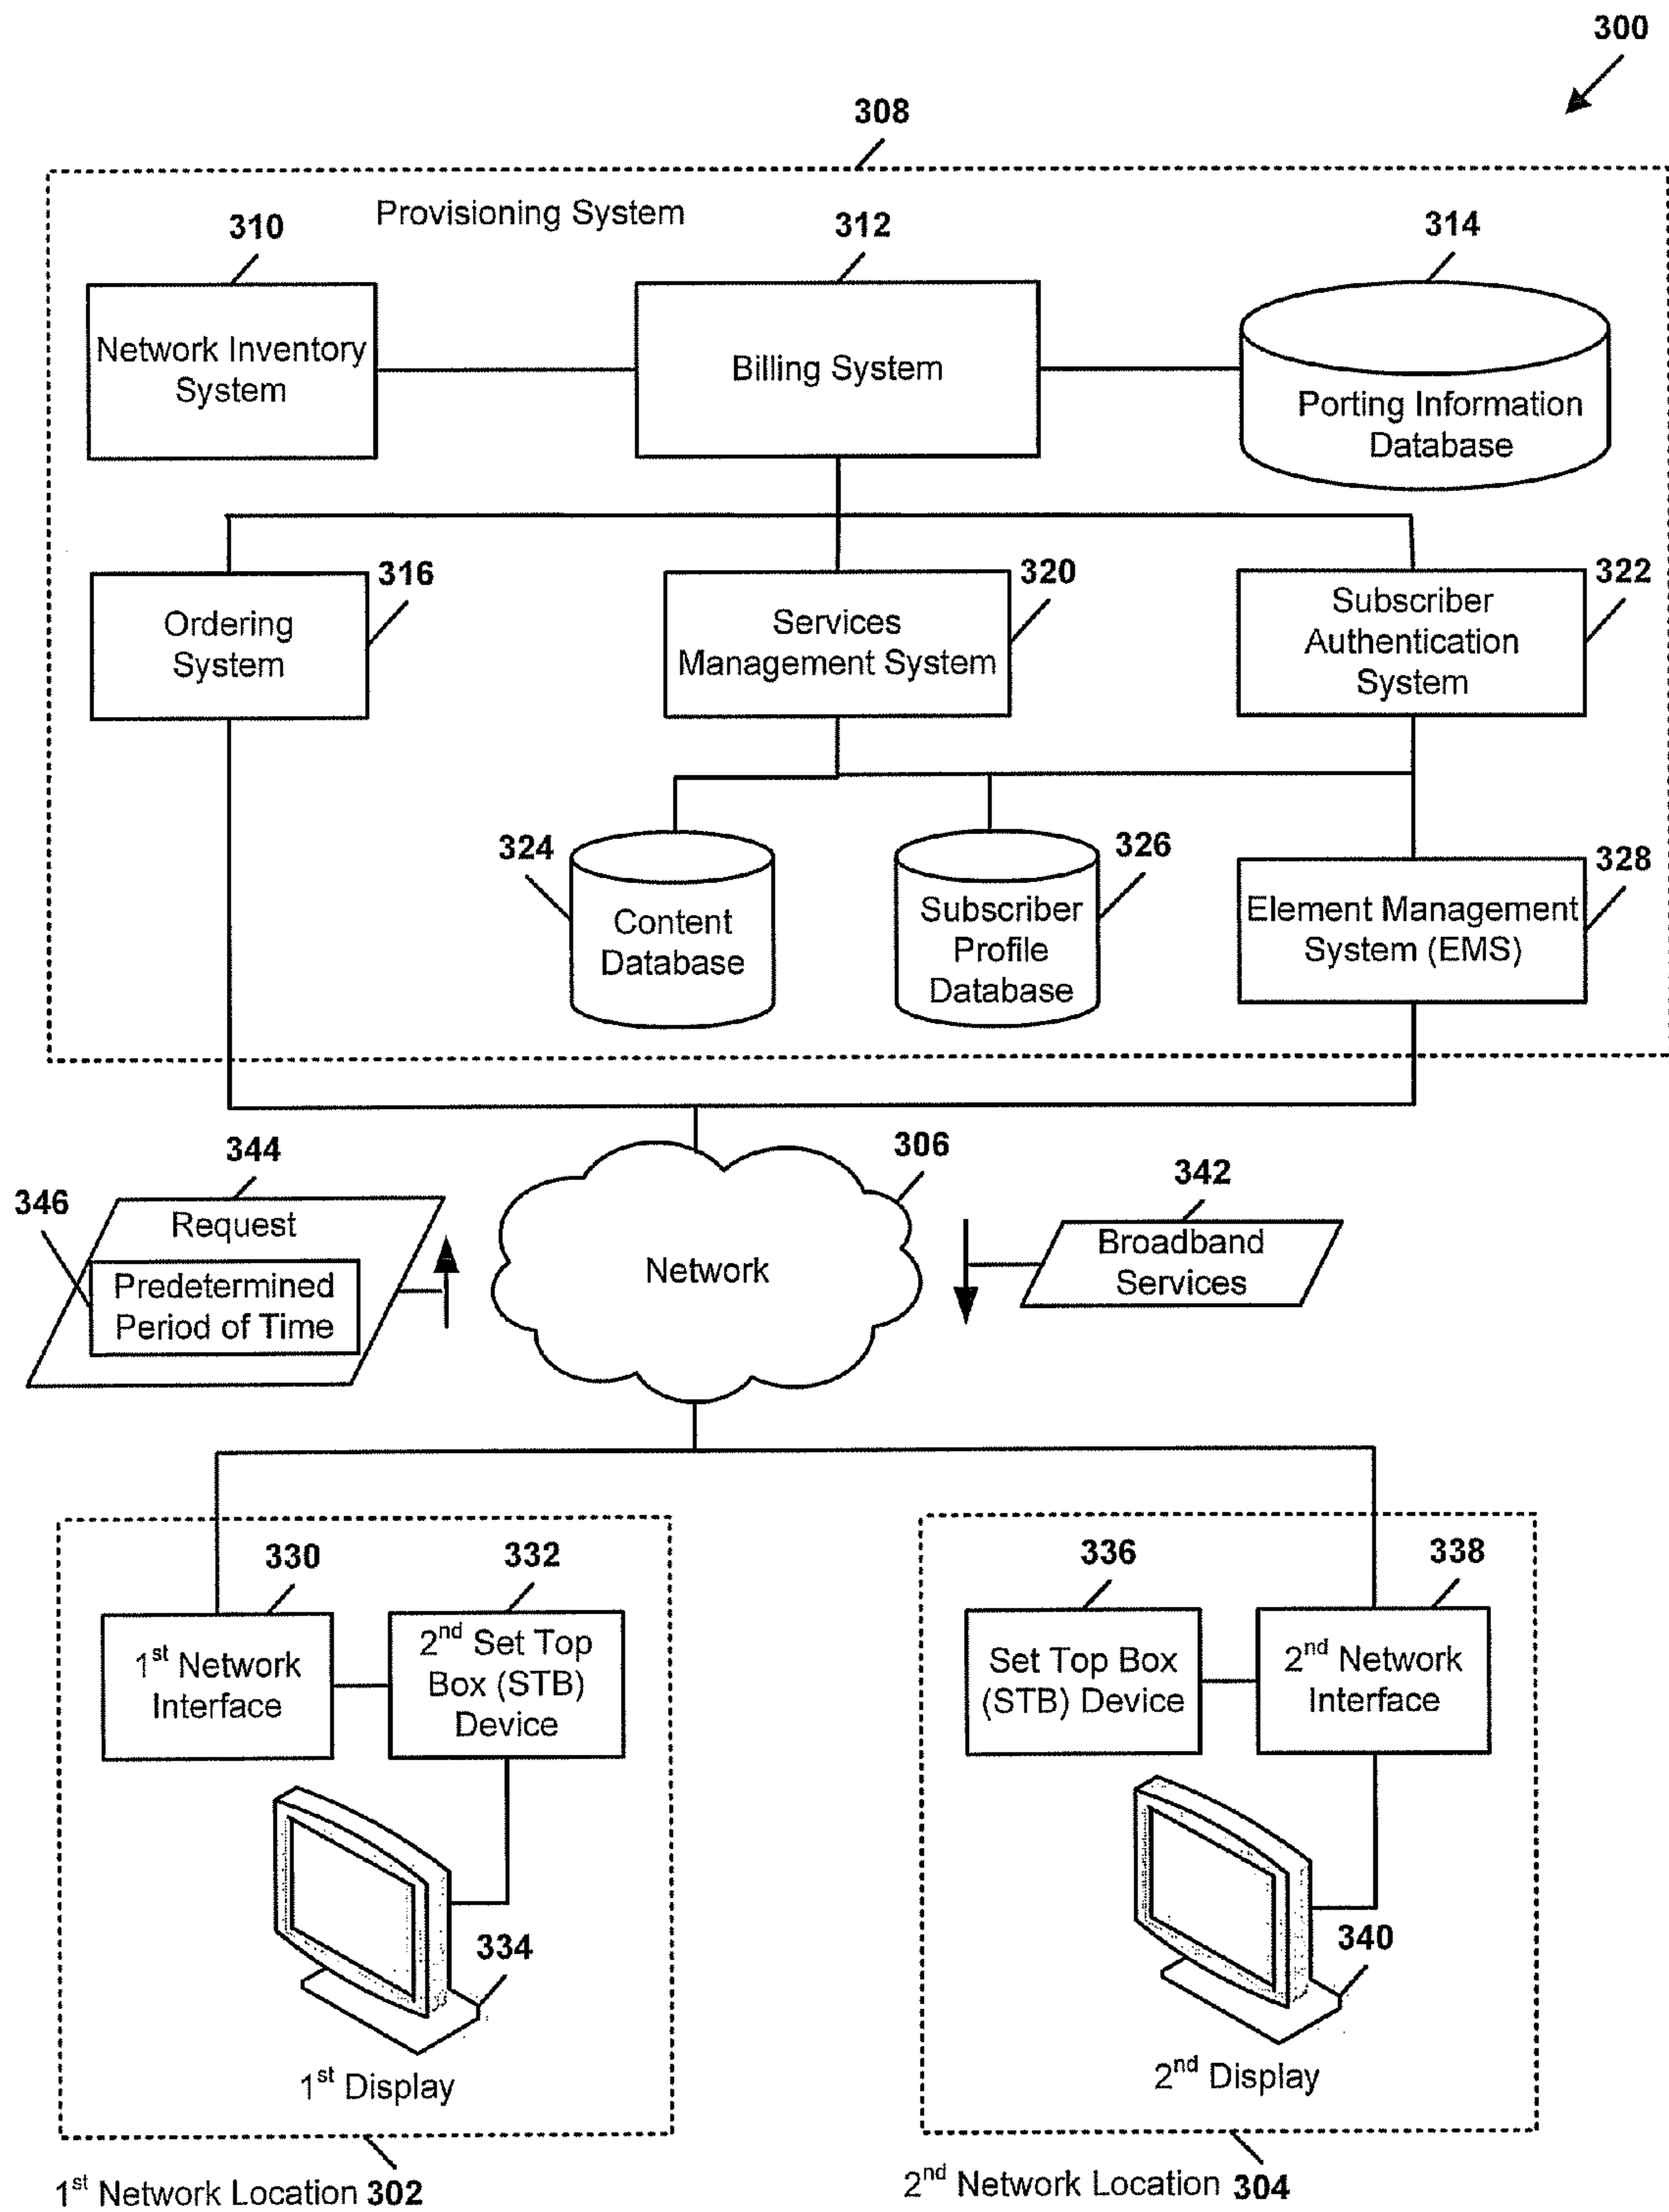 300
308
Provisioning System
310
312
314
Network Inventory
System
Billing System
Porting Information
Database
316
320
322
Ordering
System
Services
Management System
Subscriber
Authentication
System
324
326
328
Content
Database
Subscriber
Profile
Database
Element Management
System (EMS)
344
306
342
346
Request
Predetermined
Period of Time
Network
Broadband
Services
330
332
336
338
1st Network
Interface
2nd Set Top
Box (STB)
Device
Set Top Box
(STB) Device
2nd Network
Interface
334
340
1st Display
2nd Display
1st Network Location 302
2nd Network Location 304